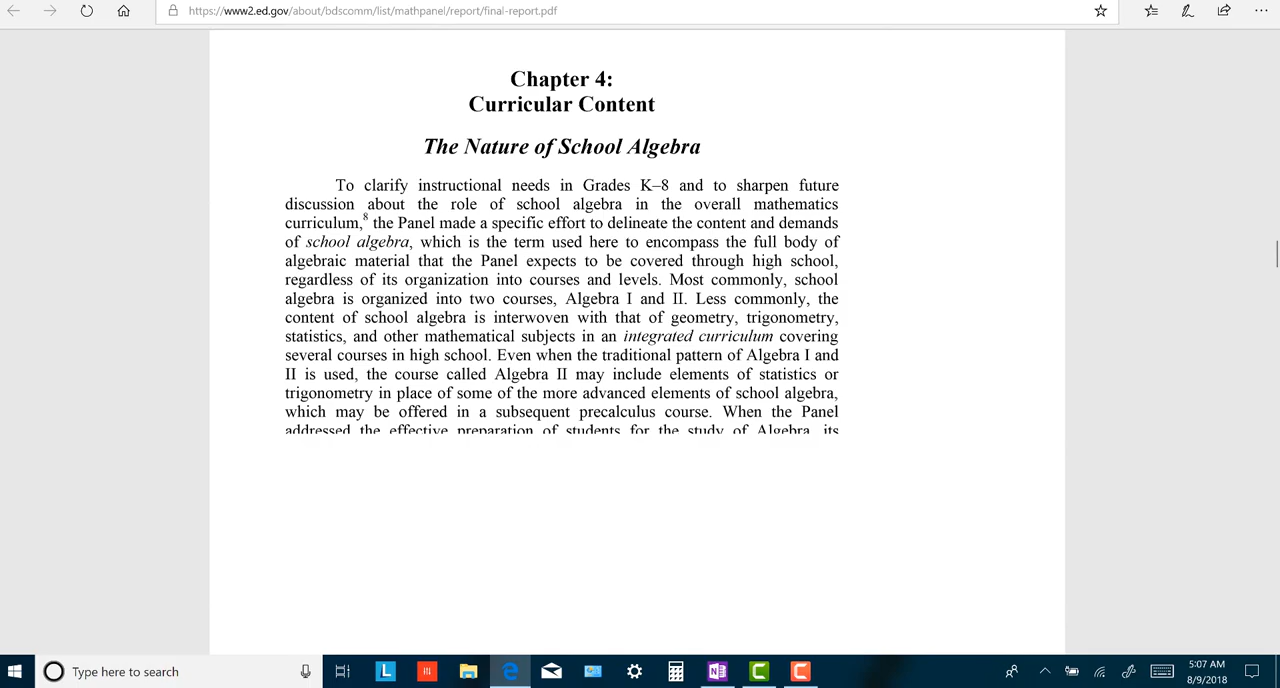 https://www2.ed.gov/about/bdscomm/list/mathpanel/report/final-report.pdf
Chapter 4:
Curricular Content
The Nature of School Algebra
To clarify instructional needs in Grades K–8 and to sharpen future
discussion about the role of school algebra in the overall mathematics
curriculum,⁸ the Panel made a specific effort to delineate the content and demands
of school algebra, which is the term used here to encompass the full body of
algebraic material that the Panel expects to be covered through high school,
regardless of its organization into courses and levels. Most commonly, school
algebra is organized into two courses, Algebra I and II. Less commonly, the
content of school algebra is interwoven with that of geometry, trigonometry,
statistics, and other mathematical subjects in an integrated curriculum covering
several courses in high school. Even when the traditional pattern of Algebra I and
II is used, the course called Algebra II may include elements of statistics or
trigonometry in place of some of the more advanced elements of school algebra,
which may be offered in a subsequent precalculus course. When the Panel
addressed the effective preparation of students for the study of Algebra, its
Type here to search
L
N
C
C
5:07 AM
8/9/2018